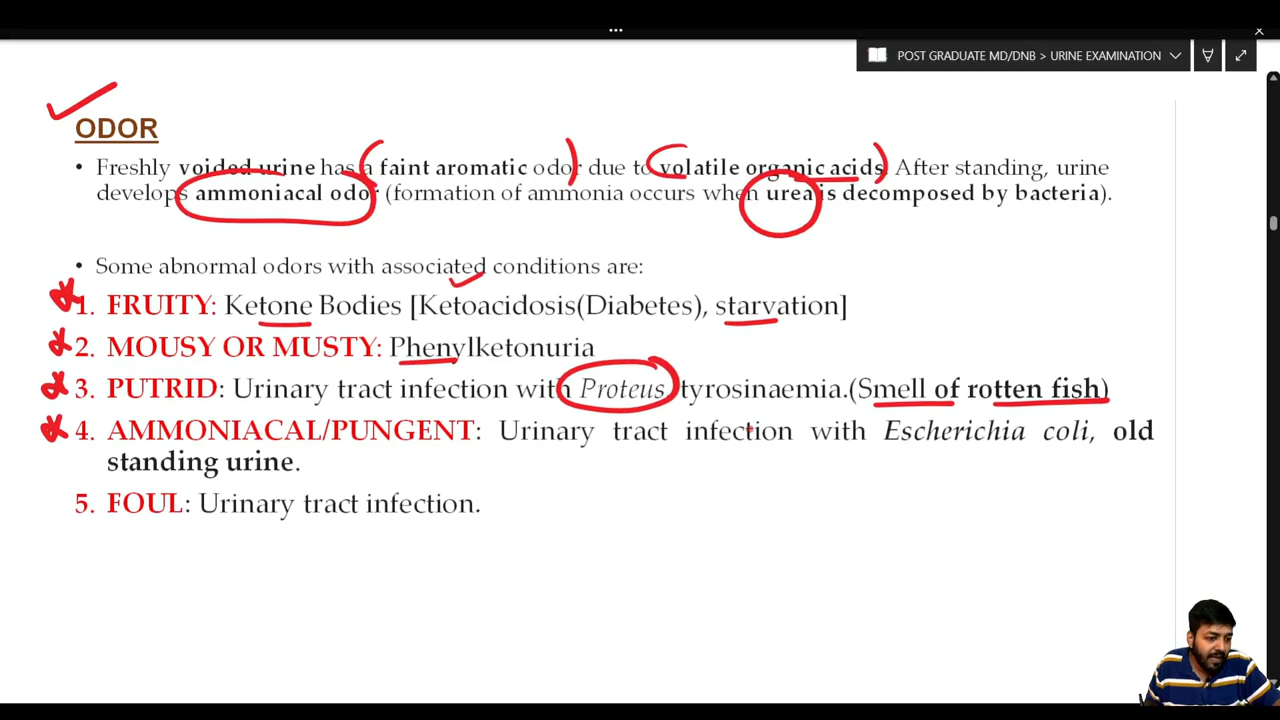 POST GRADUATE MD/DNB > URINE EXAMINATION
ODOR
• Freshly voided urine has a faint aromatic odor due to volatile organic acids. After standing, urine
develops ammoniacal odor (formation of ammonia occurs when urea is decomposed by bacteria).
• Some abnormal odors with associated conditions are:
1. FRUITY: Ketone Bodies [Ketoacidosis(Diabetes), starvation]
2. MOUSY OR MUSTY: Phenylketonuria
3. PUTRID: Urinary tract infection with Proteus, tyrosinaemia.(Smell of rotten fish)
4. AMMONIACAL/PUNGENT: Urinary tract infection with Escherichia coli, old
standing urine.
5. FOUL: Urinary tract infection.